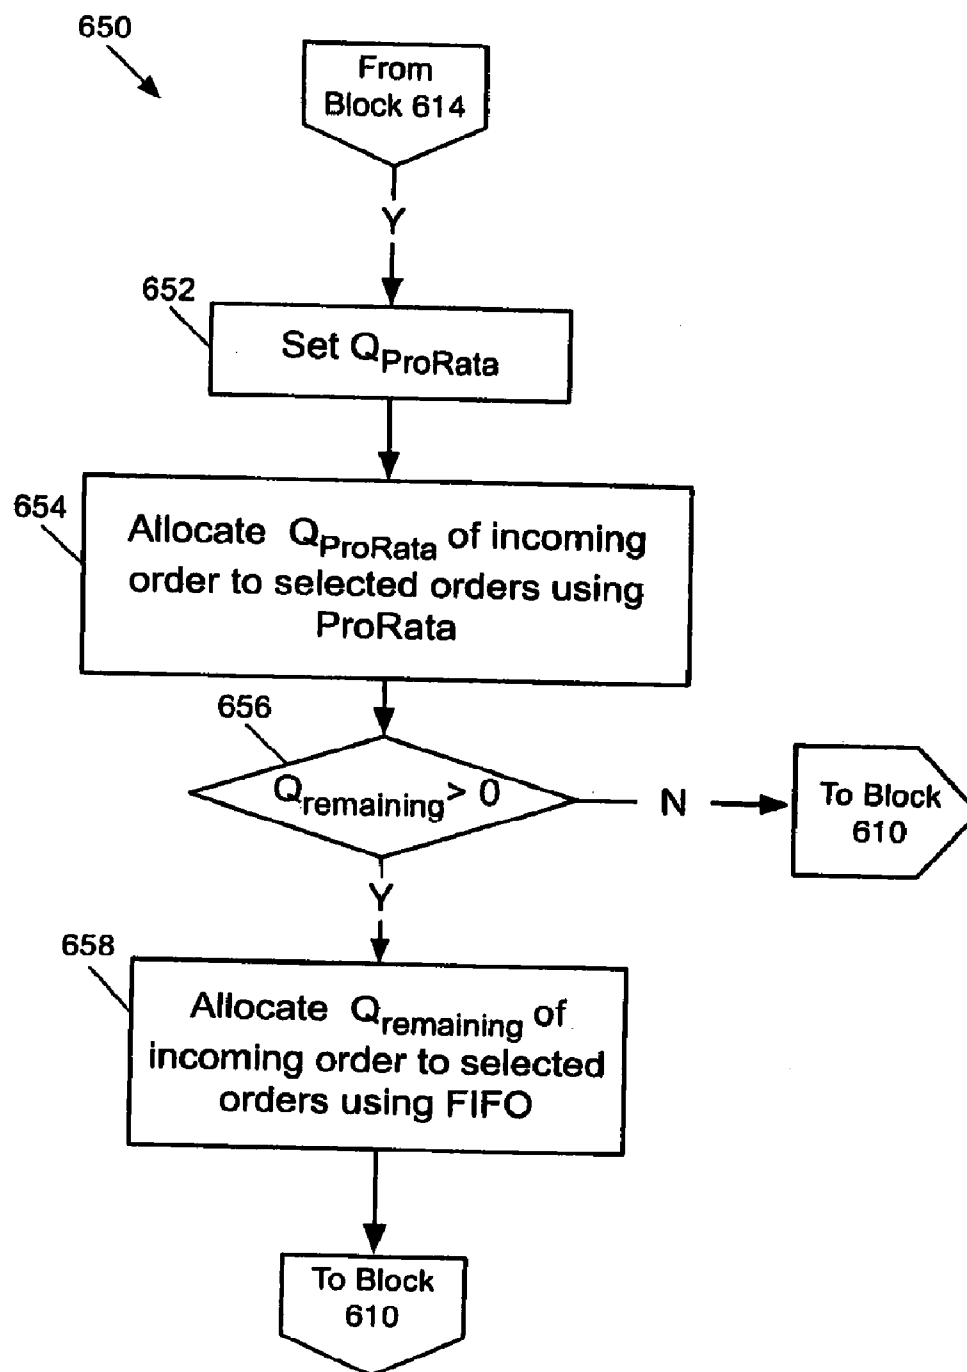 650
From
Block 614
Y
652
Set QProRata
654
Allocate QProRata of incoming
order to selected orders using
ProRata
656
Qremaining> 0
N
To Block
610
Y
658
Allocate Qremaining of
incoming order to selected
orders using FIFO
To Block
610